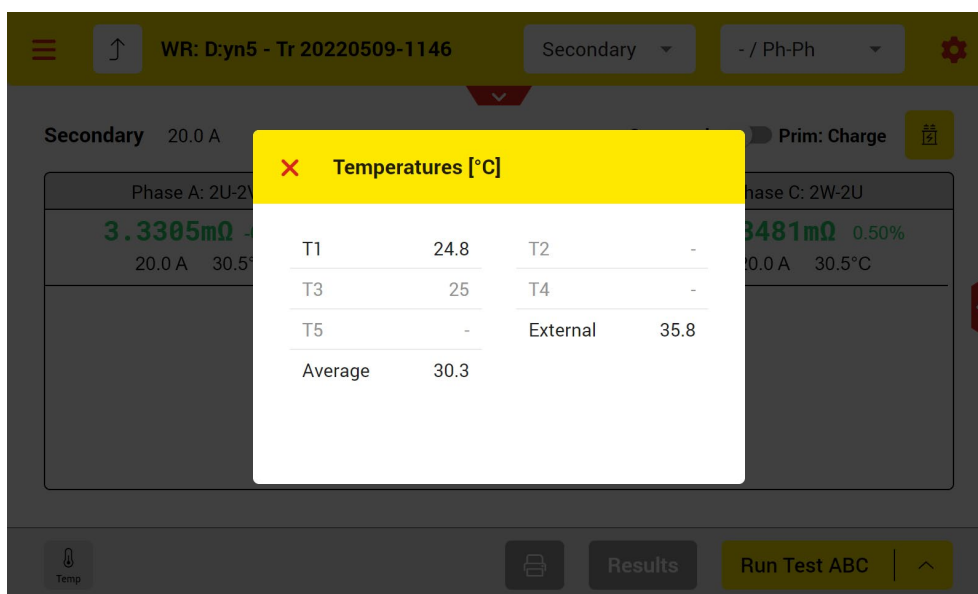 WR: D:yn5 - Tr 20220509-1146
Secondary
- / Ph-Ph
Secondary 20.0 A
Prim: Charge
Temperatures [°C]
Phase A: 2U-2V
hase C: 2W-2U
3.3305mΩ
3481mΩ 0.50%
20.0 A 30.5°
20.0 A 30.5°C
T1 24.8 T2 -
T3 25 T4 -
T5 - External 35.8
Average 30.3
Temp
Results
Run Test ABC